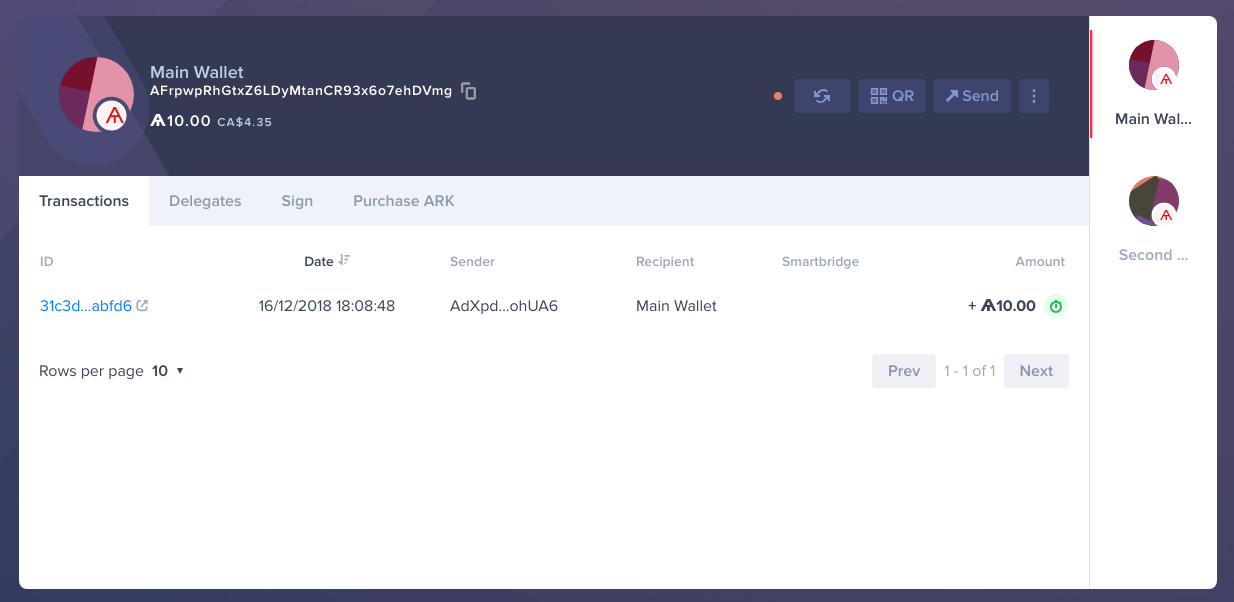 Main Wallet
AFrpwpRhGtxZ6LDyMtanCR93x6o7ehDVmg
Ѧ10.00 CA$4.35
QR
Send
Main Wal...
Second ...
Transactions Delegates Sign Purchase ARK
ID Date Sender Recipient Smartbridge Amount
31c3d...abfd6 16/12/2018 18:08:48 AdXpd...ohUA6 Main Wallet + Ѧ10.00
Rows per page 10 ▼ Prev 1 - 1 of 1 Next